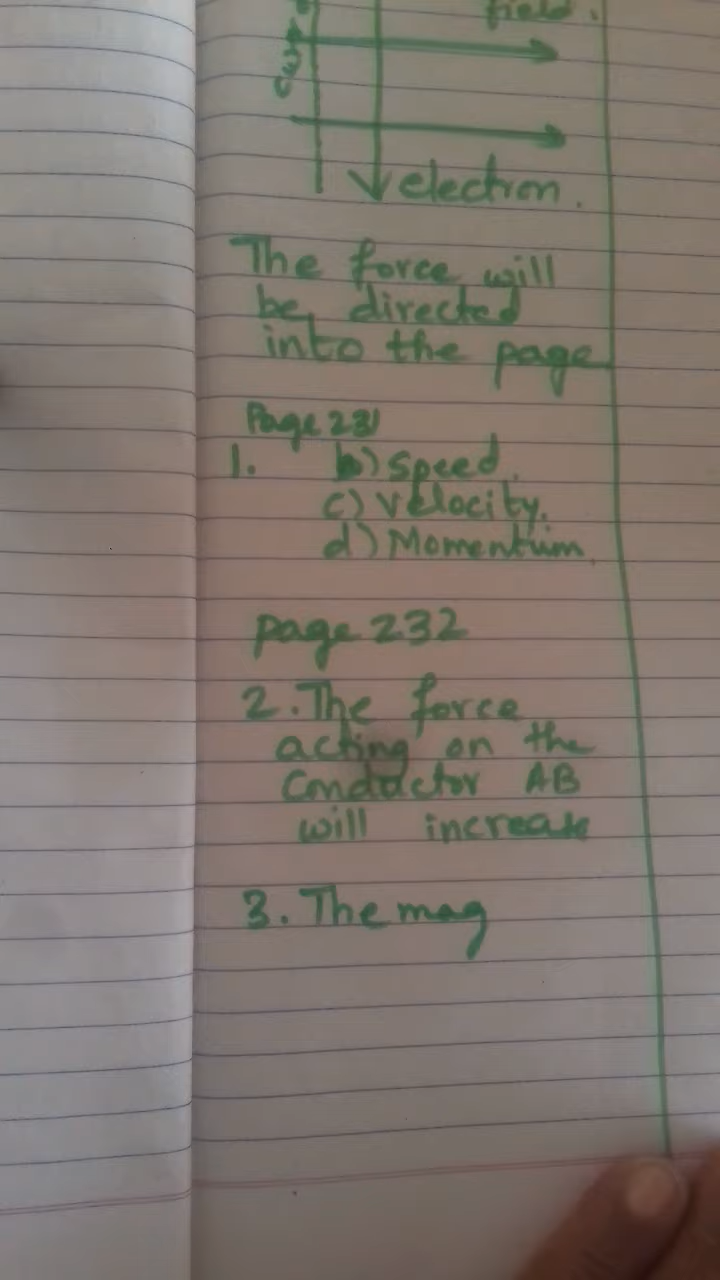 field.
electron.
The force will
be directed
into the page
Page 231
1. b) Speed.
c) Velocity.
d) Momentum
page 232
2. The force
acting on the
Conductor AB
will increase
3. The mag